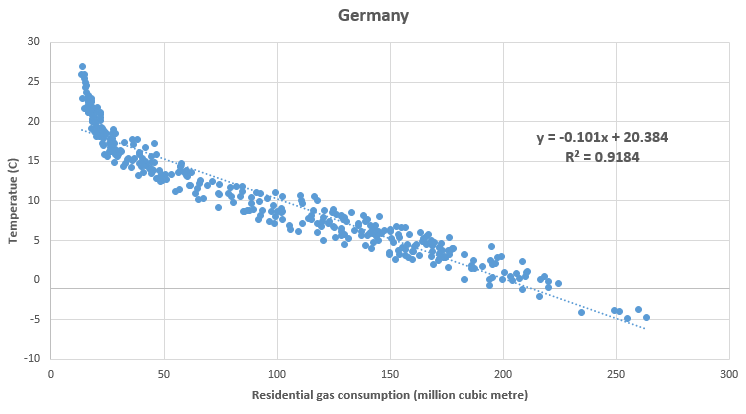 Germany
30
25
20
15
10
5
0
-5
-10
y = -0.101x + 20.384
R² = 0.9184
Temperatue (C)
0 50 100 150 200 250 300
Residential gas consumption (million cubic metre)